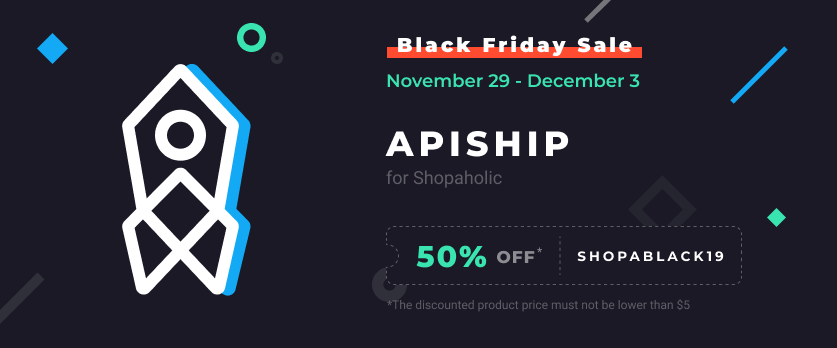 Black Friday Sale
November 29 - December 3
APISHIP
for Shopaholic
50% OFF* SHOPABLACK19
*The discounted product price must not be lower than $5